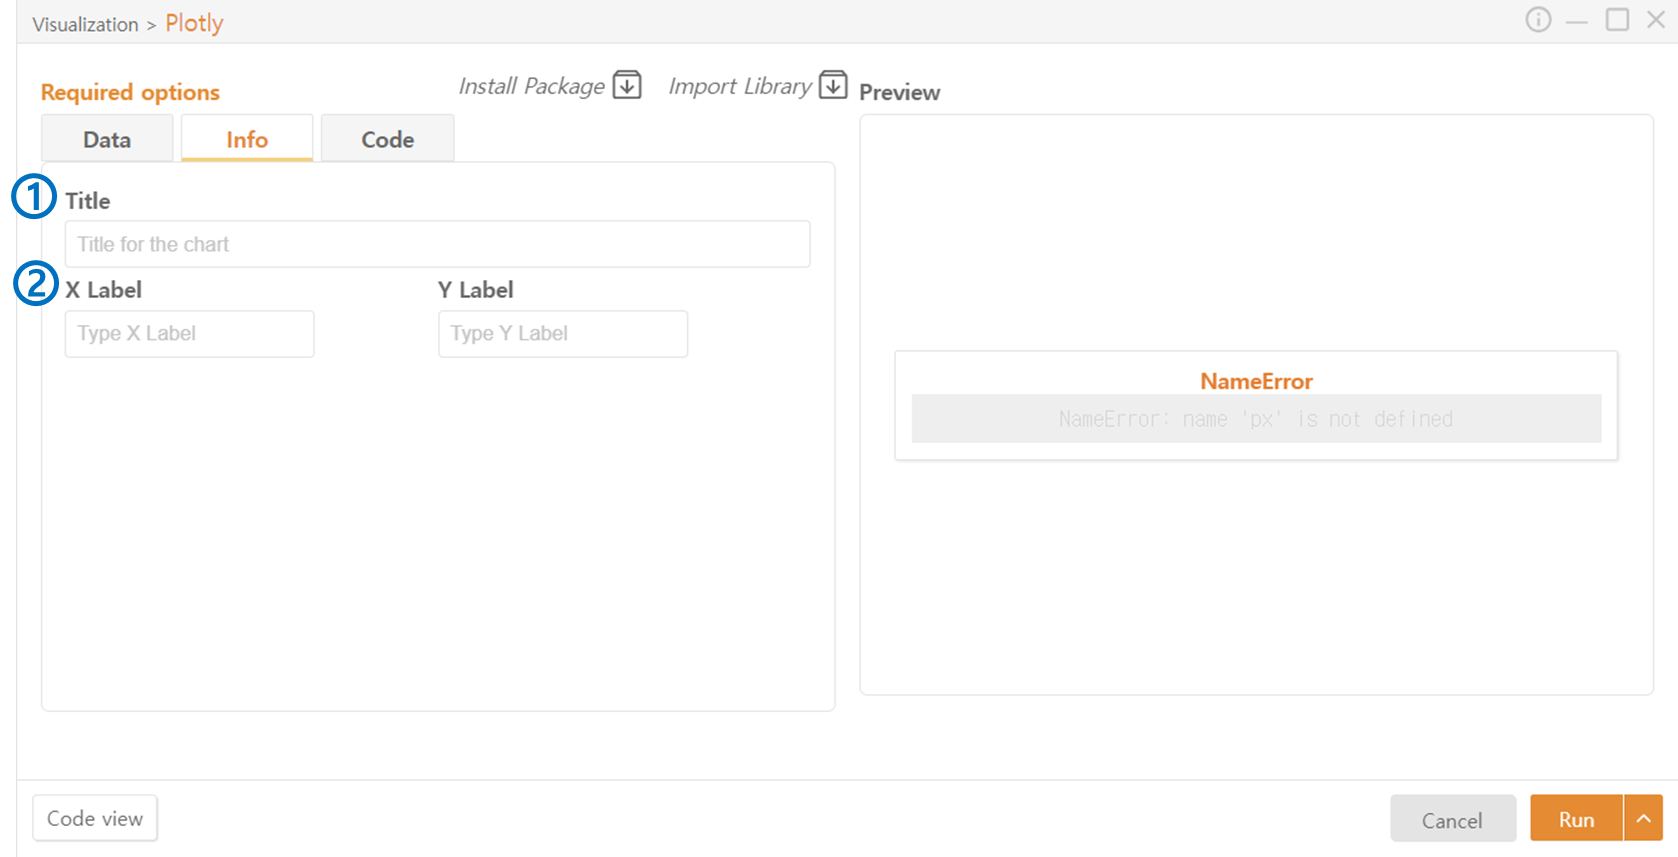 Visualization > Plotly
Required options
Install Package
Import Library
Preview
Data
Info
Code
① Title
Title for the chart
② X Label
Y Label
Type X Label
Type Y Label
NameError
NameError: name 'px' is not defined
Code view
Cancel
Run